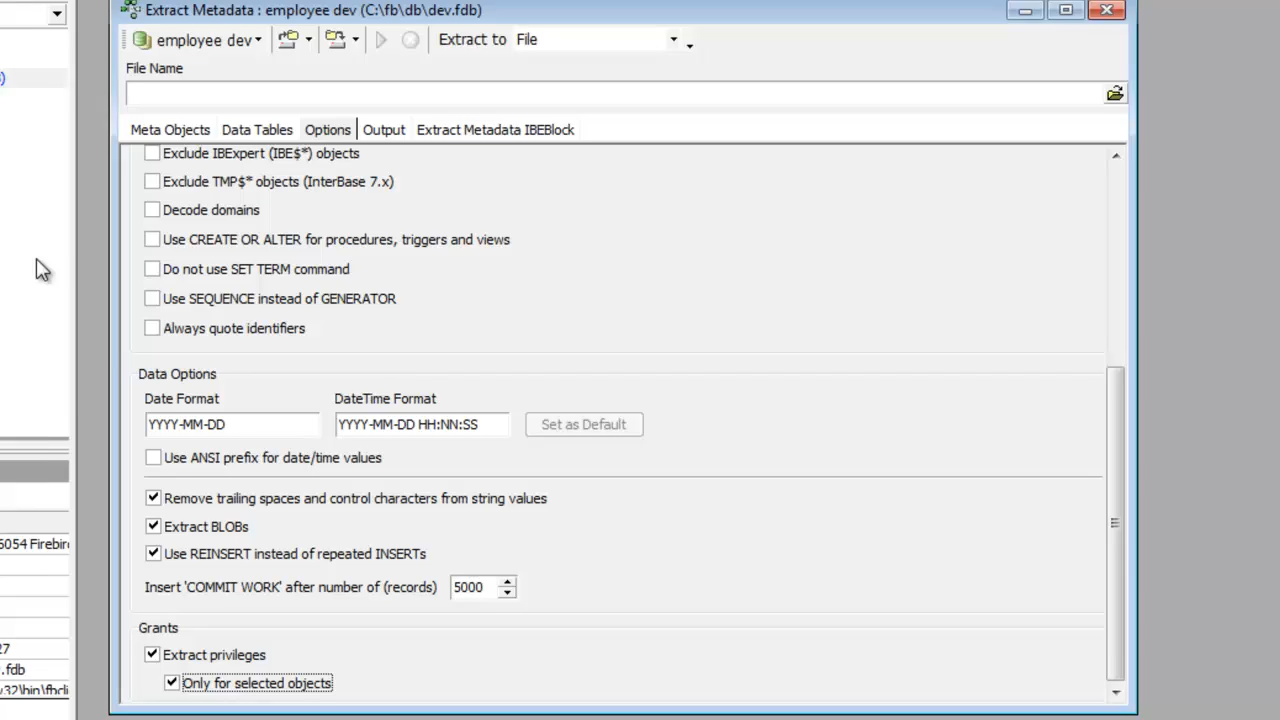 Extract Metadata : employee dev (C:\fb\db\dev.fdb)
employee dev Extract to File
File Name
Meta Objects Data Tables Options Output Extract Metadata IBEBlock
Exclude IBExpert (IBE$*) objects
Exclude TMP$* objects (InterBase 7.x)
Decode domains
Use CREATE OR ALTER for procedures, triggers and views
Do not use SET TERM command
Use SEQUENCE instead of GENERATOR
Always quote identifiers
Data Options
Date Format DateTime Format
YYYY-MM-DD YYYY-MM-DD HH:NN:SS Set as Default
Use ANSI prefix for date/time values
Remove trailing spaces and control characters from string values
Extract BLOBs
Use REINSERT instead of repeated INSERTs
Insert 'COMMIT WORK' after number of (records) 5000
Grants
Extract privileges
Only for selected objects
6054 Firebir
27
.fdb